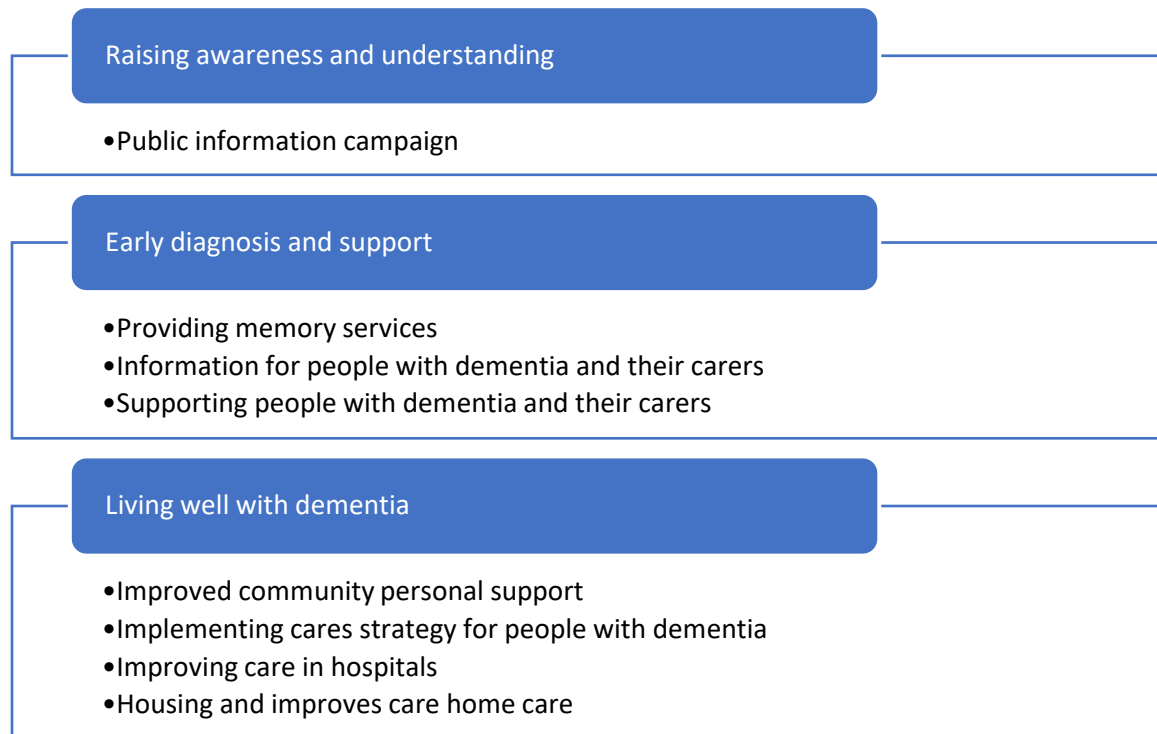 Raising awareness and understanding
•Public information campaign
Early diagnosis and support
•Providing memory services
•Information for people with dementia and their carers
•Supporting people with dementia and their carers
Living well with dementia
•Improved community personal support
•Implementing cares strategy for people with dementia
•Improving care in hospitals
•Housing and improves care home care